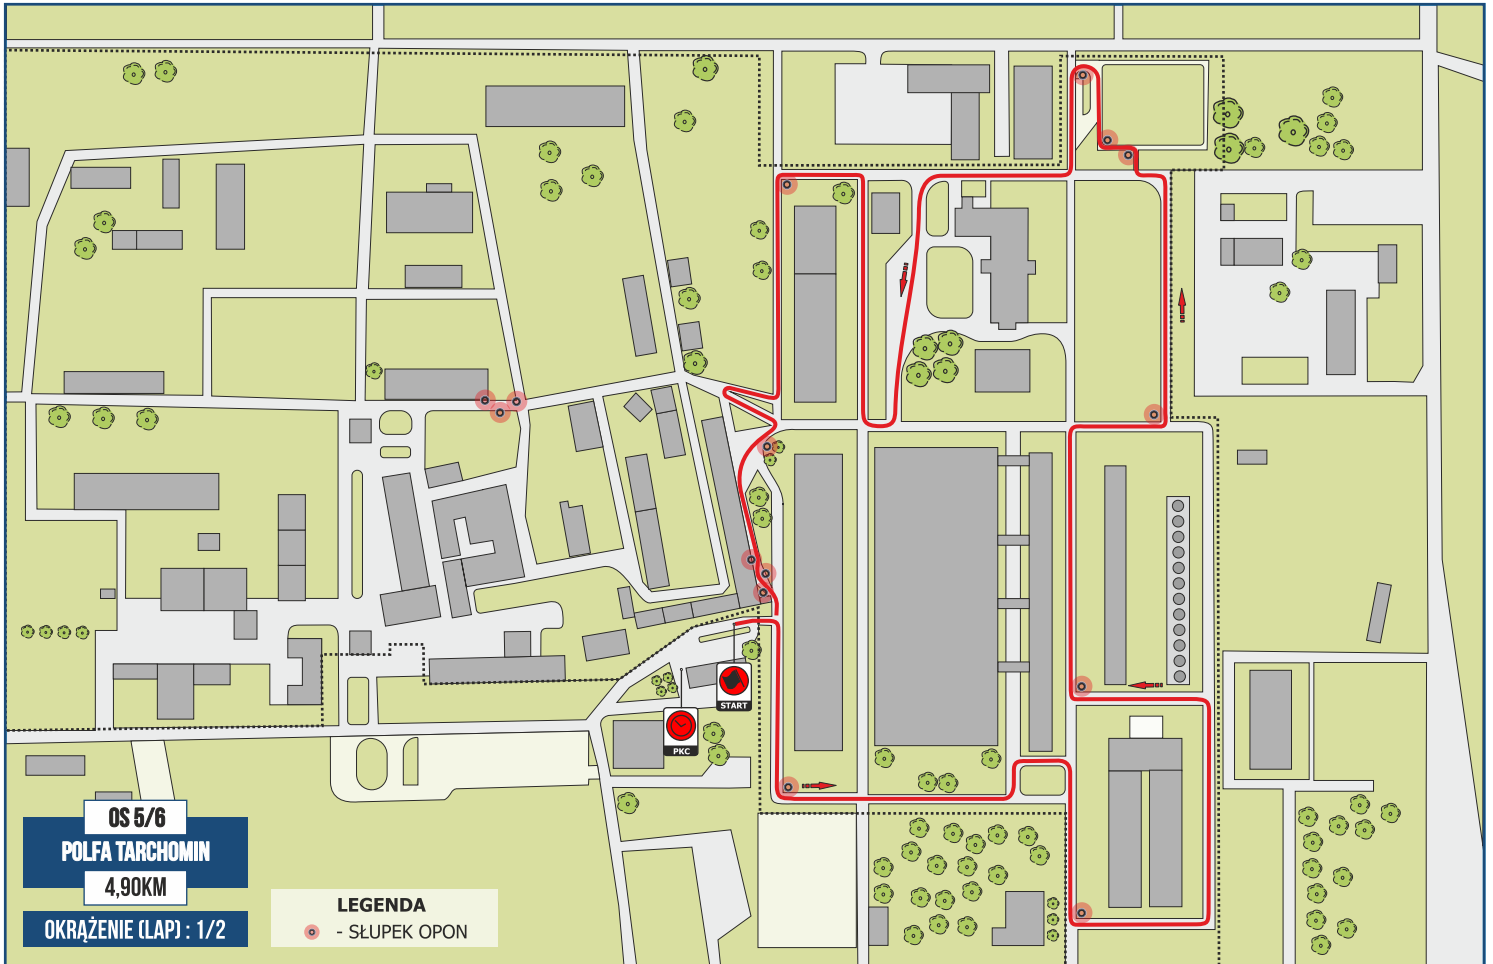 START
PKC
OS 5/6
POLFA TARCHOMIN
4,90KM
OKRĄŻENIE (LAP) : 1/2
LEGENDA
- SŁUPEK OPON